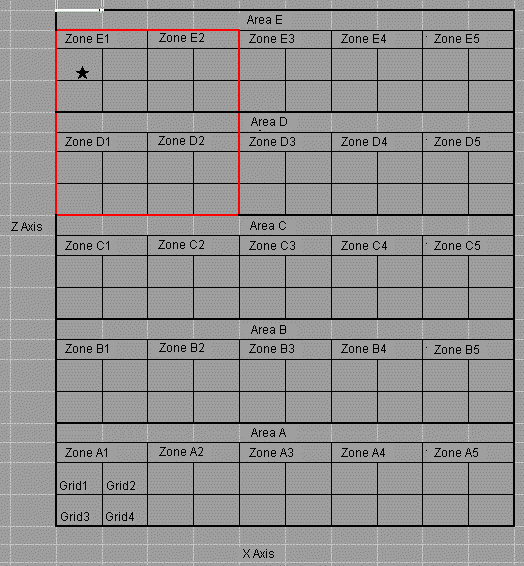 Area E
Zone E1 Zone E2 Zone E3 Zone E4 Zone E5
Area D
Zone D1 Zone D2 Zone D3 Zone D4 Zone D5
Z Axis
Area C
Zone C1 Zone C2 Zone C3 Zone C4 Zone C5
Area B
Zone B1 Zone B2 Zone B3 Zone B4 Zone B5
Area A
Zone A1 Zone A2 Zone A3 Zone A4 Zone A5
Grid1 Grid2
Grid3 Grid4
X Axis